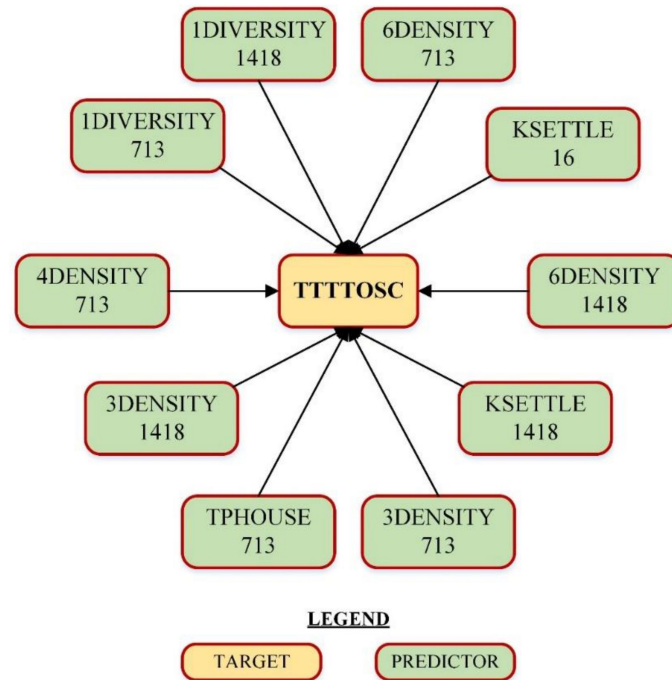 1DIVERSITY
1418
6DENSITY
713
1DIVERSITY
713
KSETTLE
16
4DENSITY
713
TTTTOSC
6DENSITY
1418
3DENSITY
1418
KSETTLE
1418
TPHOUSE
713
3DENSITY
713
LEGEND
TARGET
PREDICTOR